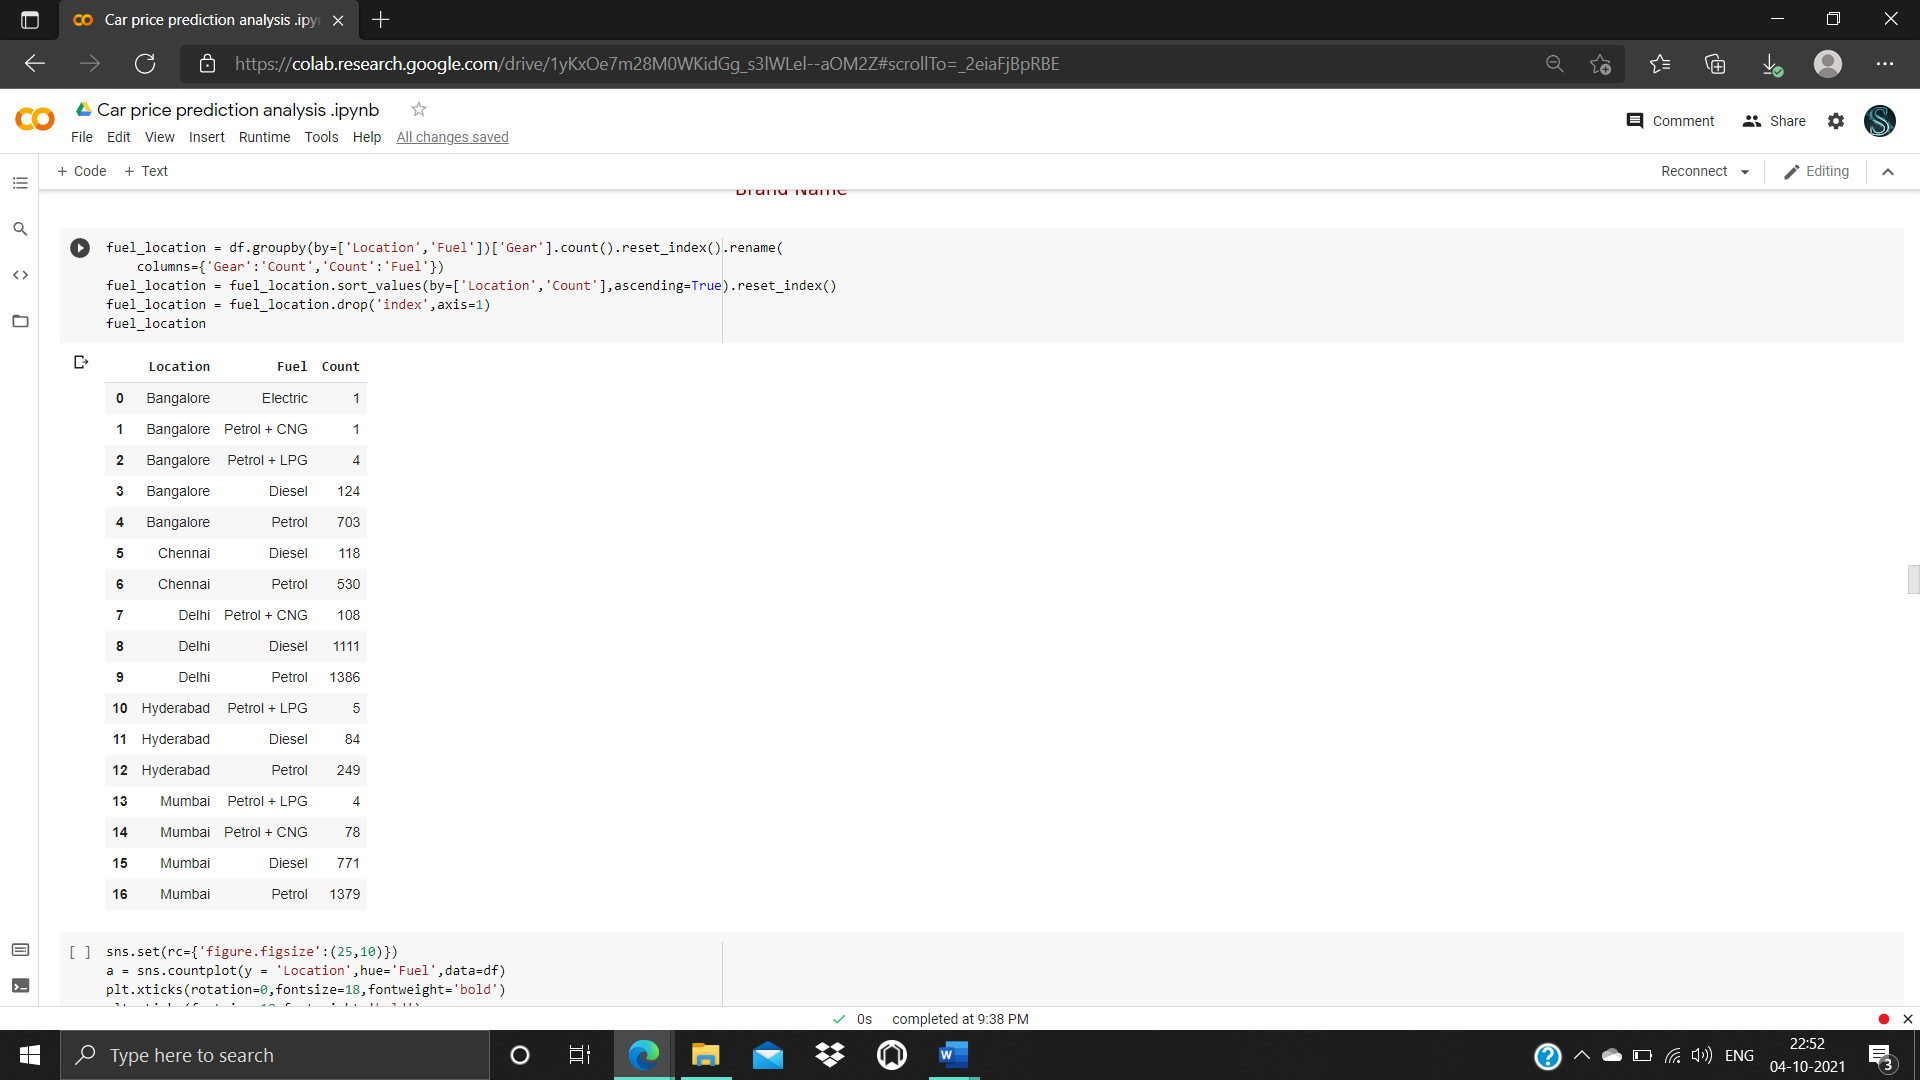 Car price prediction analysis .ipy
https://colab.research.google.com/drive/1yKxOe7m28M0WKidGg_s3lWLel--aOM2Z#scrollTo=_2eiaFjBpRBE
Car price prediction analysis .ipynb
File Edit View Insert Runtime Tools Help All changes saved
Comment Share
+ Code + Text
Reconnect Editing
Brand Name
fuel_location = df.groupby(by=['Location','Fuel'])['Gear'].count().reset_index().rename(
columns={'Gear':'Count','Count':'Fuel'})
fuel_location = fuel_location.sort_values(by=['Location','Count'],ascending=True).reset_index()
fuel_location = fuel_location.drop('index',axis=1)
fuel_location
Location Fuel Count
0 Bangalore Electric 1
1 Bangalore Petrol + CNG 1
2 Bangalore Petrol + LPG 4
3 Bangalore Diesel 124
4 Bangalore Petrol 703
5 Chennai Diesel 118
6 Chennai Petrol 530
7 Delhi Petrol + CNG 108
8 Delhi Diesel 1111
9 Delhi Petrol 1386
10 Hyderabad Petrol + LPG 5
11 Hyderabad Diesel 84
12 Hyderabad Petrol 249
13 Mumbai Petrol + LPG 4
14 Mumbai Petrol + CNG 78
15 Mumbai Diesel 771
16 Mumbai Petrol 1379
[ ] sns.set(rc={'figure.figsize':(25,10)})
a = sns.countplot(y = 'Location',hue='Fuel',data=df)
plt.xticks(rotation=0,fontsize=18,fontweight='bold')
0s completed at 9:38 PM
Type here to search
ENG
22:52
04-10-2021
3